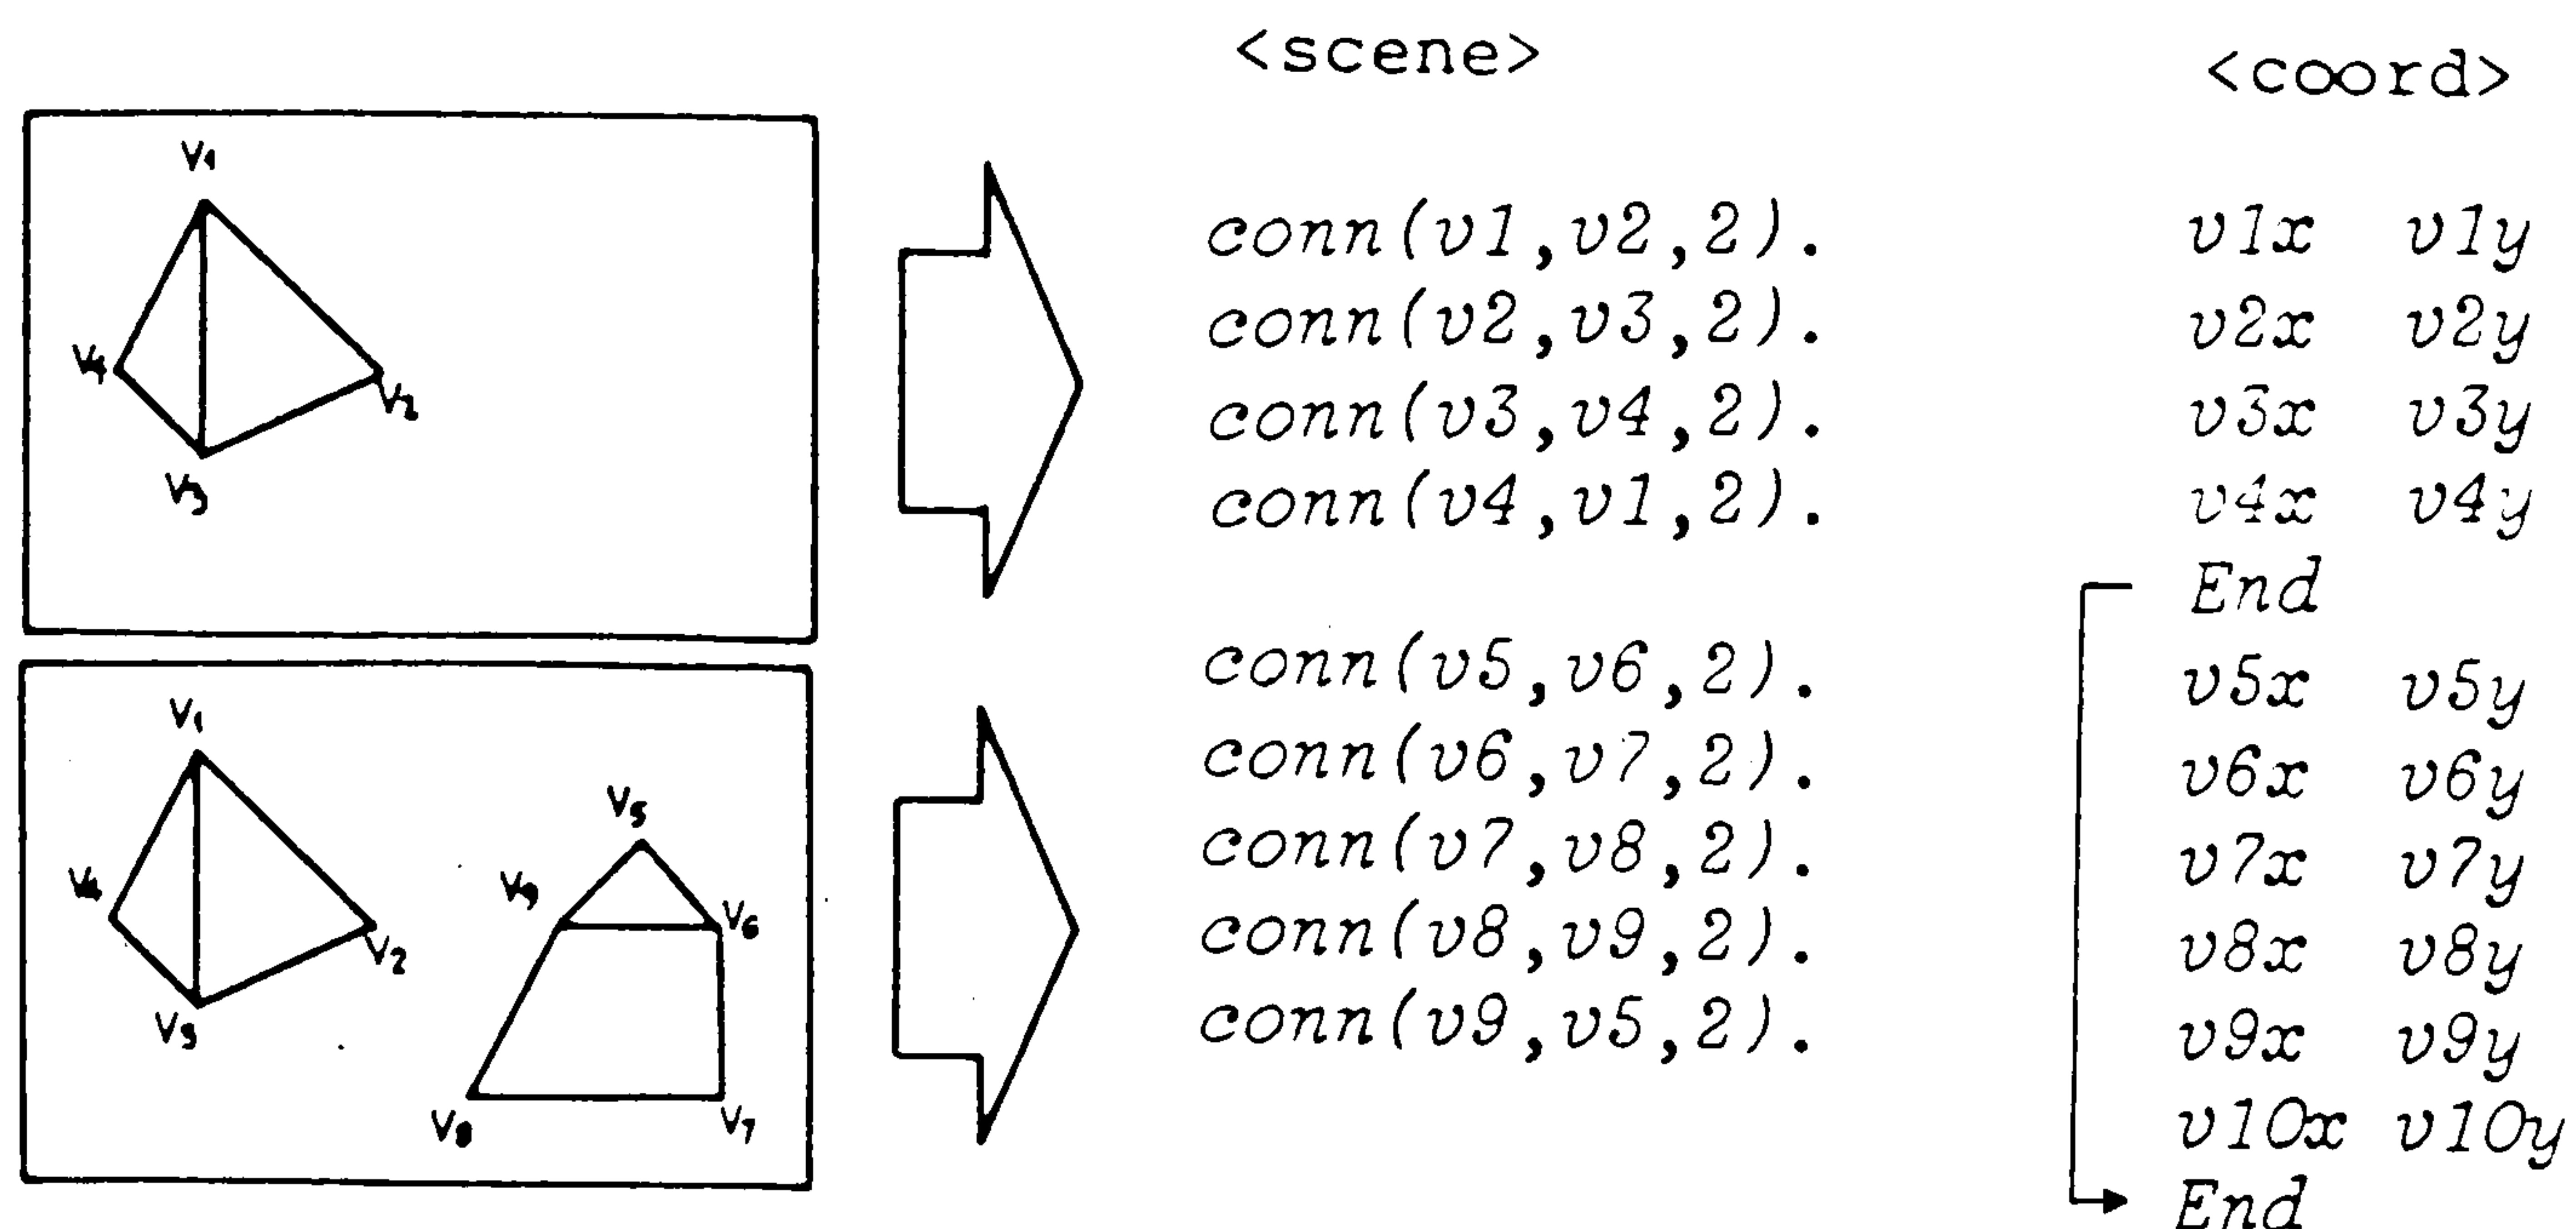 <scene>
<coord>
V1
V4
V2
V3
conn(v1,v2,2).
conn(v2,v3,2).
conn(v3,v4,2).
conn(v4,v1,2).
v1x v1y
v2x v2y
v3x v3y
v4x v4y
End
V1
V4
V2
V3
V5
V9
V6
V8
V7
conn(v5,v6,2).
conn(v6,v7,2).
conn(v7,v8,2).
conn(v8,v9,2).
conn(v9,v5,2).
v5x v5y
v6x v6y
v7x v7y
v8x v8y
v9x v9y
v10x v10y
End